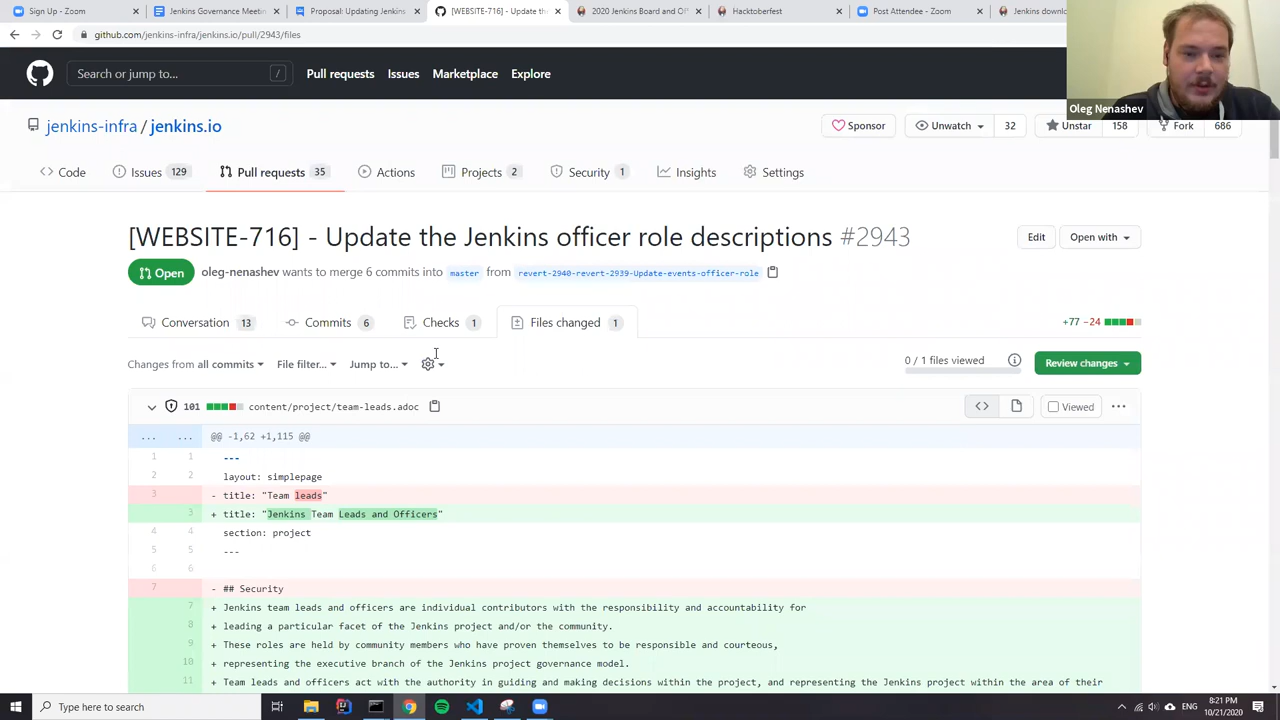 Sign Up - Zoom
Jenkins Governance Meetin
Proposal: Updating Jenkins
[WEBSITE-716] - Update th
2020 Jenkins Board and Of
Hacktoberfest
Post Attendee - Zoom
Jenkins down
github.com/jenkins-infra/jenkins.io/pull/2943/files
Search or jump to...
/
Pull requests
Issues
Marketplace
Explore
Oleg Nenashev
jenkins-infra / jenkins.io
Sponsor
Unwatch
32
Unstar
158
Fork
686
Code
Issues 129
Pull requests 35
Actions
Projects 2
Security 1
Insights
Settings
[WEBSITE-716] - Update the Jenkins officer role descriptions #2943
Edit
Open with
Open
oleg-nenashev wants to merge 6 commits into master from revert-2940-revert-2939-Update-events-officer-role
Conversation 13
Commits 6
Checks 1
Files changed 1
+77 −24
Changes from all commits
File filter...
Jump to...
0 / 1 files viewed
Review changes
101
content/project/team-leads.adoc
Viewed
...
... ... @@ -1,62 +1,115 @@
1 1 ---
2 2 layout: simplepage
3 - title: "Team leads"
3 + title: "Jenkins Team Leads and Officers"
4 4 section: project
5 5 ---
6 6
7 - ## Security
7 + Jenkins team leads and officers are individual contributors with the responsibility and accountability for
8 + leading a particular facet of the Jenkins project and/or the community.
9 + These roles are held by community members who have proven themselves to be responsible and courteous,
10 + representing the executive branch of the Jenkins project governance model.
11 + Team leads and officers act with the authority in guiding and making decisions within the project, and representing the Jenkins project within the area of their
Type here to search
ENG
8:21 PM
10/21/2020